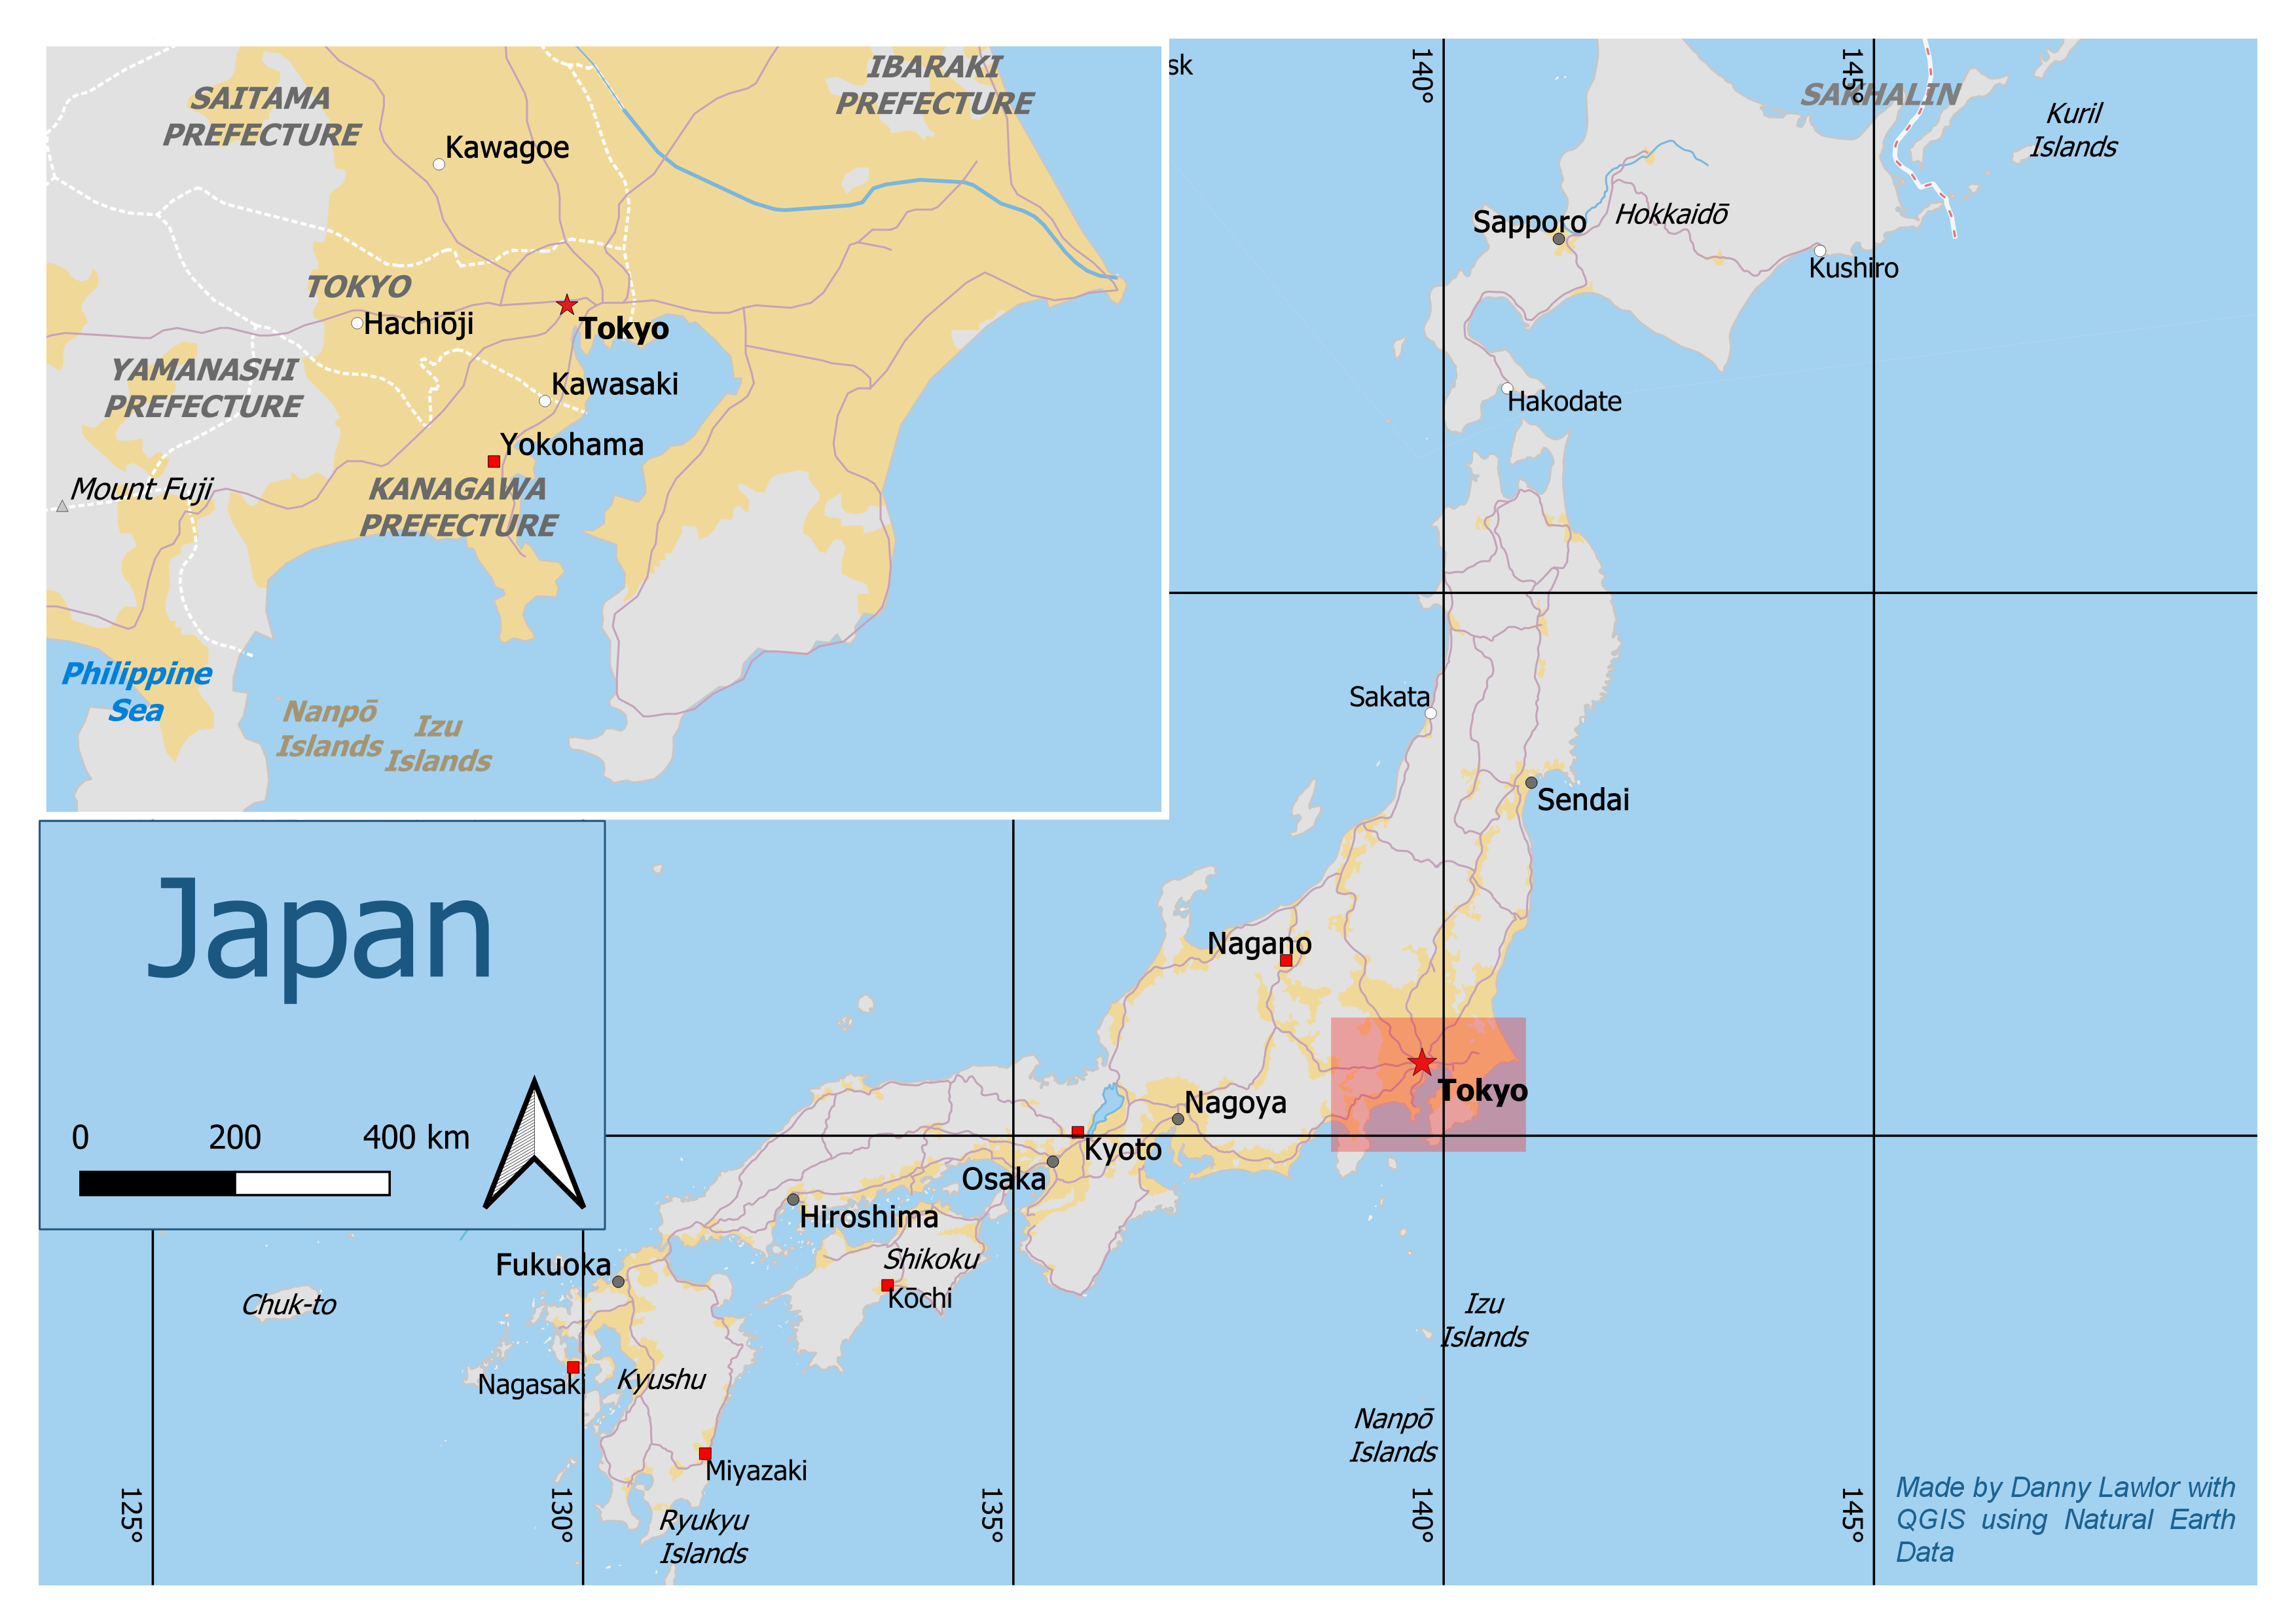 SAITAMA
PREFECTURE
IBARAKI
PREFECTURE
Kawagoe
TOKYO
Hachiōji
Tokyo
YAMANASHI
PREFECTURE
Kawasaki
Yokohama
Mount Fuji
KANAGAWA
PREFECTURE
Philippine
Sea
Nanpō
Islands
Izu
Islands
sk
140°
145°
SAKHALIN
Kuril
Islands
Sapporo
Hokkaidō
Kushiro
Hakodate
Sakata
Sendai
Japan
0 200 400 km
Nagano
Tokyo
Nagoya
Kyoto
Osaka
Hiroshima
Fukuoka
Shikoku
Kōchi
Chuk-to
Izu
Islands
Nagasaki
Kyushu
Nanpō
Islands
Miyazaki
Ryukyu
Islands
125°
130°
135°
140°
145°
Made by Danny Lawlor with
QGIS using Natural Earth
Data